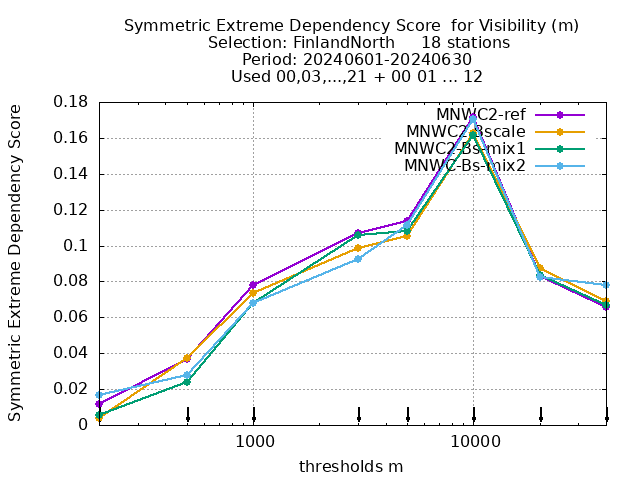 Symmetric Extreme Dependency Score  for Visibility (m)
Selection: FinlandNorth     18 stations
Period: 20240601-20240630
Used 00,03,...,21 + 00 01 ... 12
Symmetric Extreme Dependency Score
0.18
0.16
0.14
0.12
0.1
0.08
0.06
0.04
0.02
0
MNWC2-ref
MNWC2-Bscale
MNWC2-Bs-mix1
MNWC-Bs-mix2
1000
10000
thresholds m